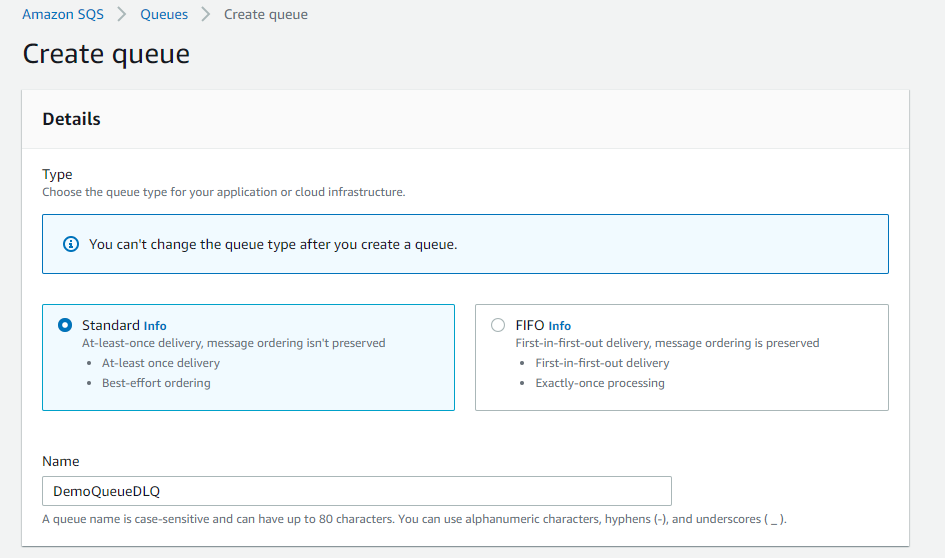 Amazon SQS > Queues > Create queue
Create queue
Details
Type
Choose the queue type for your application or cloud infrastructure.
You can't change the queue type after you create a queue.
Standard Info
At-least-once delivery, message ordering isn't preserved
• At-least once delivery
• Best-effort ordering
FIFO Info
First-in-first-out delivery, message ordering is preserved
• First-in-first-out delivery
• Exactly-once processing
Name
DemoQueueDLQ
A queue name is case-sensitive and can have up to 80 characters. You can use alphanumeric characters, hyphens (-), and underscores ( _ ).